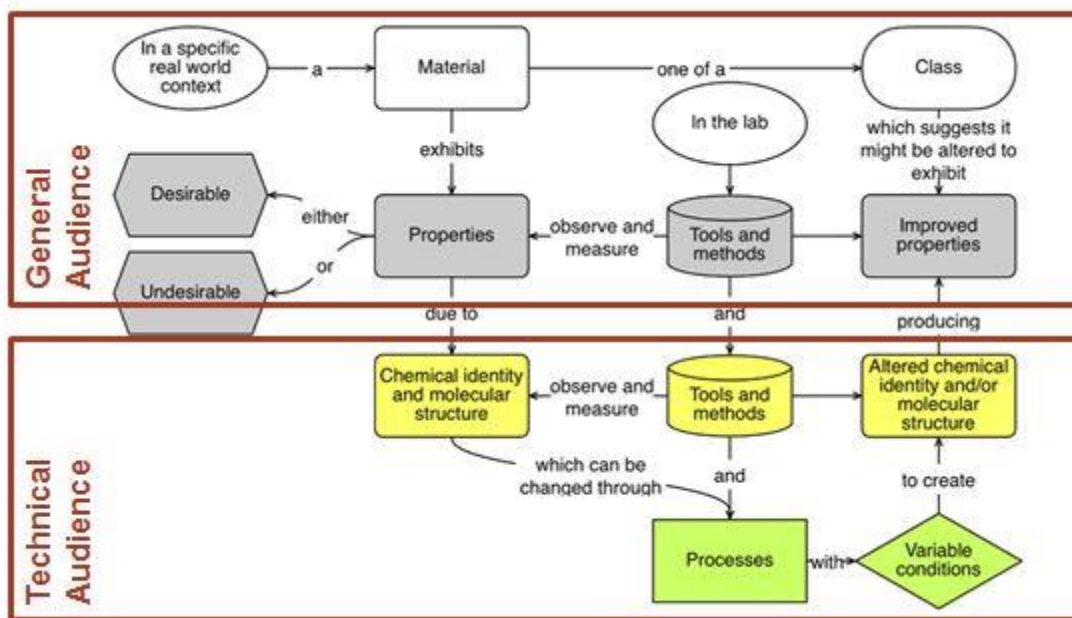 General
Audience
In a specific
real world
context
a
Material
one of a
Class
In the lab
exhibits
which suggests it
might be altered to
exhibit
Desirable
either
or
Undesirable
Properties
observe and
measure
Tools and
methods
Improved
properties
due to
and
producing
Technical
Audience
Chemical identity
and molecular
structure
observe and
measure
Tools and
methods
Altered chemical
identity and/or
molecular
structure
which can be
changed through
and
to create
Processes
with
Variable
conditions